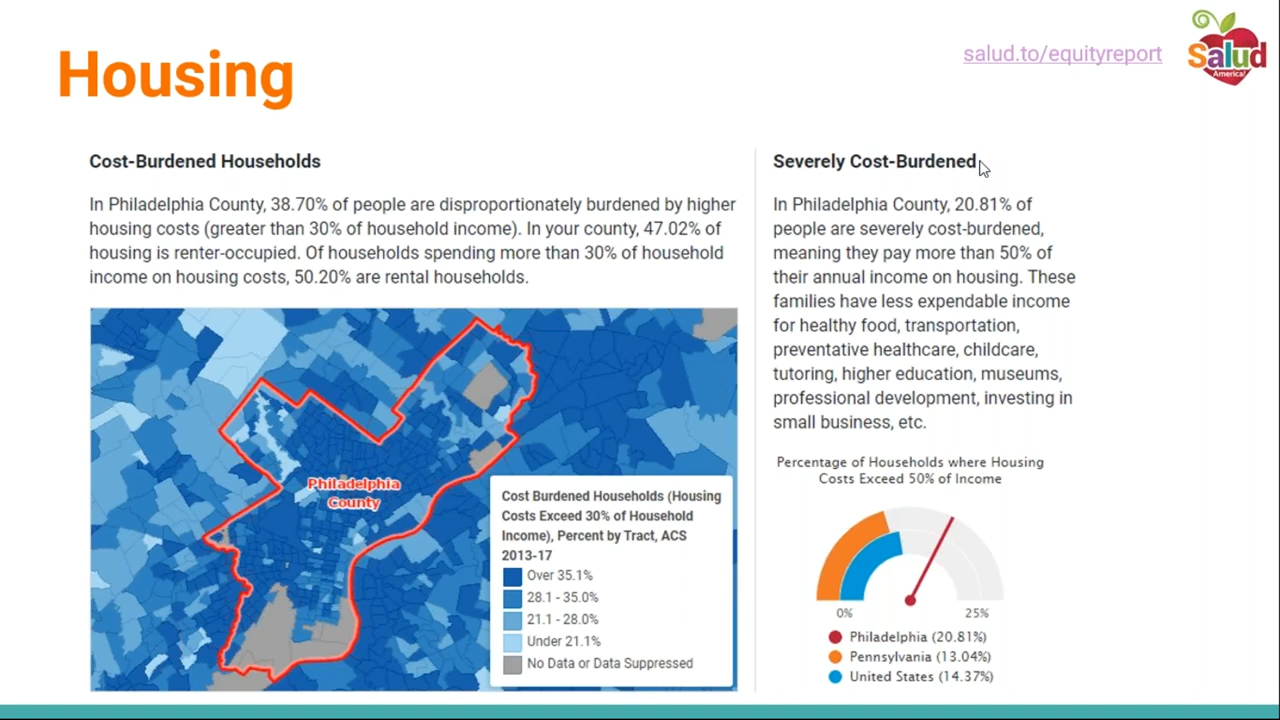 Housing
salud.to/equityreport
Salud
America!
Cost-Burdened Households
In Philadelphia County, 38.70% of people are disproportionately burdened by higher
housing costs (greater than 30% of household income). In your county, 47.02% of
housing is renter-occupied. Of households spending more than 30% of household
income on housing costs, 50.20% are rental households.
Philadelphia
County
Cost Burdened Households (Housing
Costs Exceed 30% of Household
Income), Percent by Tract, ACS
2013-17
Over 35.1%
28.1 - 35.0%
21.1 - 28.0%
Under 21.1%
No Data or Data Suppressed
Severely Cost-Burdened
In Philadelphia County, 20.81% of
people are severely cost-burdened,
meaning they pay more than 50% of
their annual income on housing. These
families have less expendable income
for healthy food, transportation,
preventative healthcare, childcare,
tutoring, higher education, museums,
professional development, investing in
small business, etc.
Percentage of Households where Housing
Costs Exceed 50% of Income
0%
25%
Philadelphia (20.81%)
Pennsylvania (13.04%)
United States (14.37%)